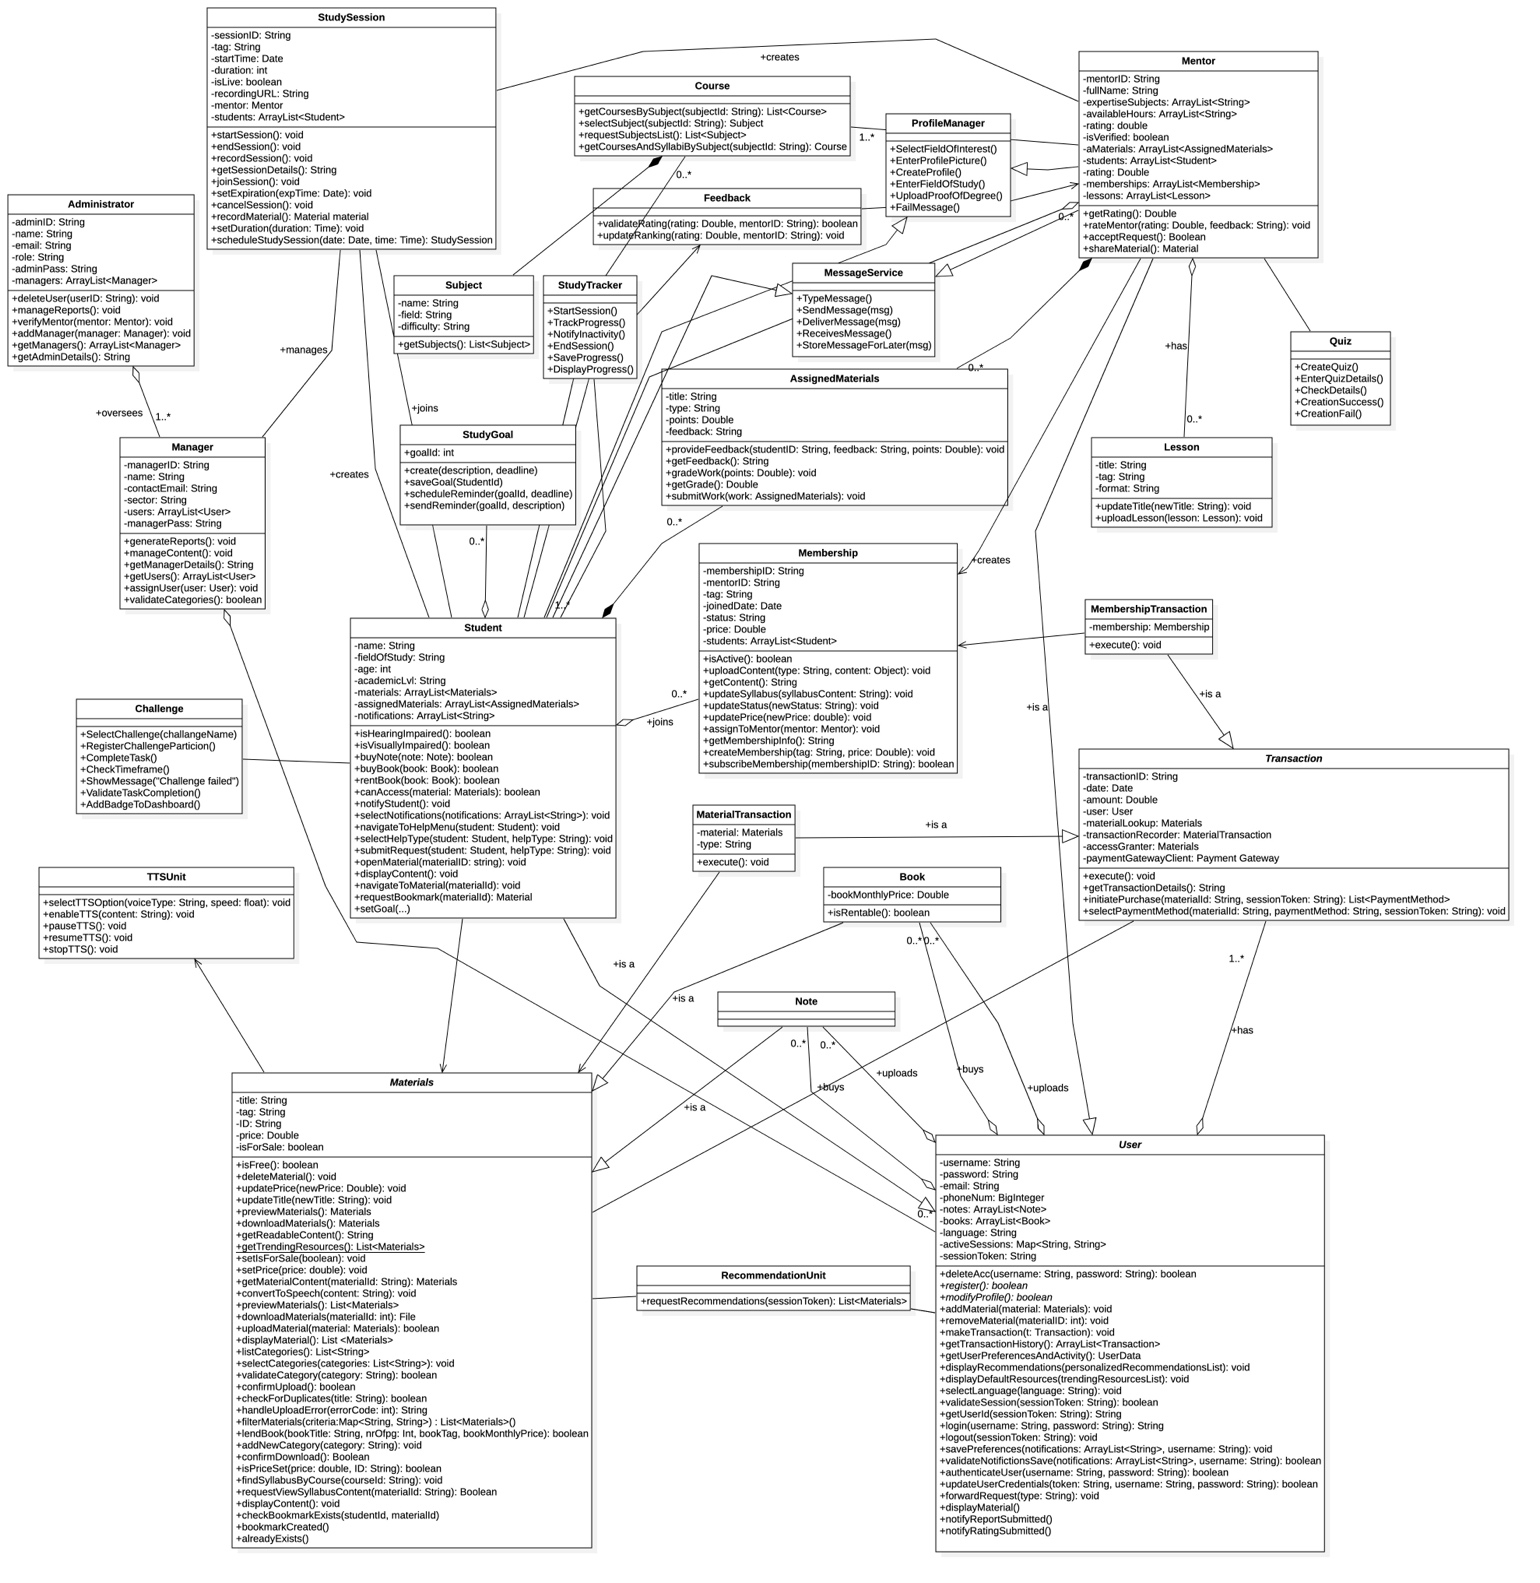 StudySession
-sessionID: String
-tag: String
-startTime: Date
-duration: int
-isLive: boolean
-recordingURL: String
-mentor: Mentor
-students: ArrayList<Student>
+startSession(): void
+endSession(): void
+recordSession(): void
+getSessionDetails(): String
+joinSession(): void
+setExpiration(expTime: Date): void
+cancelSession(): void
+recordMaterial(): Material material
+setDuration(duration: Time): void
+scheduleStudySession(date: Date, time: Time): StudySession
+creates
Course
+getCoursesBySubject(subjectId: String): List<Course>
+selectSubject(subjectId: String): Subject
+requestSubjectsList(): List<Subject>
+getCoursesAndSyllabiBySubject(subjectId: String): Course
1..*
0..*
ProfileManager
+SelectFieldOfInterest()
+EnterProfilePicture()
+CreateProfile()
+EnterFieldOfStudy()
+UploadProofOfDegree()
+FailMessage()
Mentor
-mentorID: String
-fullName: String
-expertiseSubjects: ArrayList<String>
-availableHours: ArrayList<String>
-rating: double
-isVerified: boolean
-aMaterials: ArrayList<AssignedMaterials>
-students: ArrayList<Student>
-rating: Double
-memberships: ArrayList<Membership>
-lessons: ArrayList<Lesson>
+getRating(): Double
+rateMentor(rating: Double, feedback: String): void
+acceptRequest(): Boolean
+shareMaterial(): Material
0..*
Feedback
+validateRating(rating: Double, mentorID: String): boolean
+updateRanking(rating: Double, mentorID: String): void
Administrator
-adminID: String
-name: String
-email: String
-role: String
-adminPass: String
-managers: ArrayList<Manager>
+deleteUser(userID: String): void
+manageReports(): void
+verifyMentor(mentor: Mentor): void
+addManager(manager: Manager): void
+getManagers(): ArrayList<Manager>
+getAdminDetails(): String
+oversees
1..*
+manages
Subject
-name: String
-field: String
-difficulty: String
+getSubjects(): List<Subject>
StudyTracker
+StartSession()
+TrackProgress()
+NotifyInactivity()
+EndSession()
+SaveProgress()
+DisplayProgress()
MessageService
+TypeMessage()
+SendMessage(msg)
+DeliverMessage(msg)
+ReceivesMessage()
+StoreMessageForLater(msg)
Quiz
+CreateQuiz()
+EnterQuizDetails()
+CheckDetails()
+CreationSuccess()
+CreationFail()
+has
0..*
AssignedMaterials
-title: String
-type: String
-points: Double
-feedback: String
+provideFeedback(studentID: String, feedback: String, points: Double): void
+getFeedback(): String
+gradeWork(points: Double): void
+getGrade(): Double
+submitWork(work: AssignedMaterials): void
0..*
0..*
+joins
StudyGoal
+goalId: int
+create(description, deadline)
+saveGoal(StudentId)
+scheduleReminder(goalId, deadline)
+sendReminder(goalId, description)
0..*
Manager
-managerID: String
-name: String
-contactEmail: String
-sector: String
-users: ArrayList<User>
-managerPass: String
+generateReports(): void
+manageContent(): void
+getManagerDetails(): String
+getUsers(): ArrayList<User>
+assignUser(user: User): void
+validateCategories(): boolean
+creates
Lesson
-title: String
-tag: String
-format: String
+updateTitle(newTitle: String): void
+uploadLesson(lesson: Lesson): void
Membership
-membershipID: String
-mentorID: String
-tag: String
-joinedDate: Date
-status: String
-price: Double
-students: ArrayList<Student>
+isActive(): boolean
+uploadContent(type: String, content: Object): void
+getContent(): String
+updateSyllabus(syllabusContent: String): void
+updateStatus(newStatus: String): void
+updatePrice(newPrice: double): void
+assignToMentor(mentor: Mentor): void
+getMembershipInfo(): String
+createMembership(tag: String, price: Double): void
+subscribeMembership(membershipID: String): boolean
+creates
0..*
+joins
1..*
MembershipTransaction
-membership: Membership
+execute(): void
+is a
Student
-name: String
-fieldOfStudy: String
-age: int
-academicLvl: String
-materials: ArrayList<Materials>
-assignedMaterials: ArrayList<AssignedMaterials>
-notifications: ArrayList<String>
+isHearingImpaired(): boolean
+isVisuallyImpaired(): boolean
+buyNote(note: Note): boolean
+buyBook(book: Book): boolean
+rentBook(book: Book): boolean
+canAccess(material: Materials): boolean
+notifyStudent(): void
+selectNotifications(notifications: ArrayList<String>): void
+navigateToHelpMenu(student: Student): void
+selectHelpType(student: Student, helpType: String): void
+submitRequest(student: Student, helpType: String): void
+openMaterial(materialID: string): void
+displayContent(): void
+navigateToMaterial(materialId): void
+requestBookmark(materialId): Material
+setGoal(...)
Challenge
+SelectChallenge(challangeName)
+RegisterChallengeParticion()
+CompleteTask()
+CheckTimeframe()
+ShowMessage("Challenge failed")
+ValidateTaskCompletion()
+AddBadgeToDashboard()
+is a
Transaction
-transactionID: String
-date: Date
-amount: Double
-user: User
-materialLookup: Materials
-transactionRecorder: MaterialTransaction
-accessGranter: Materials
-paymentGatewayClient: Payment Gateway
+execute(): void
+getTransactionDetails(): String
+initiatePurchase(materialId: String, sessionToken: String): List<PaymentMethod>
+selectPaymentMethod(materialId: String, paymentMethod: String, sessionToken: String): void
MaterialTransaction
-material: Materials
-type: String
+execute(): void
+is a
Book
-bookMonthlyPrice: Double
+isRentable(): boolean
0..*
0..*
TTSUnit
+selectTTSOption(voiceType: String, speed: float): void
+enableTTS(content: String): void
+pauseTTS(): void
+resumeTTS(): void
+stopTTS(): void
+is a
+is a
Note
0..*
0..*
+uploads
+buys
+buys
+uploads
+is a
1..*
+has
Materials
-title: String
-tag: String
-ID: String
-price: Double
-isForSale: boolean
+isFree(): boolean
+deleteMaterial(): void
+updatePrice(newPrice: Double): void
+updateTitle(newTitle: String): void
+previewMaterials(): Materials
+downloadMaterials(): Materials
+getReadableContent(): String
+getTrendingResources(): List<Materials>
+setIsForSale(boolean): void
+setPrice(price: double): void
+getMaterialContent(materialId: String): Materials
+convertToSpeech(content: String): void
+previewMaterials(): List<Materials>
+downloadMaterials(materialId: int): File
+uploadMaterial(material: Materials): boolean
+displayMaterial(): List <Materials>
+listCategories(): List<String>
+selectCategories(categories: List<String>): void
+validateCategory(category: String): boolean
+confirmUpload(): boolean
+checkForDuplicates(title: String): boolean
+handleUploadError(errorCode: int): String
+filterMaterials(criteria:Map<String, String>) : List<Materials>()
+lendBook(bookTitle: String, nrOfpg: Int, bookTag, bookMonthlyPrice): boolean
+addNewCategory(category: String): void
+confirmDownload(): Boolean
+isPriceSet(price: double, ID: String): boolean
+findSyllabusByCourse(courseId: String): void
+requestViewSyllabusContent(materialId: String): Boolean
+displayContent(): void
+checkBookmarkExists(studentId, materialId)
+bookmarkCreated()
+alreadyExists()
RecommendationUnit
+requestRecommendations(sessionToken): List<Materials>
0..*
User
-username: String
-password: String
-email: String
-phoneNum: BigInteger
-notes: ArrayList<Note>
-books: ArrayList<Book>
-language: String
-activeSessions: Map<String, String>
-sessionToken: String
+deleteAcc(username: String, password: String): boolean
+register(): boolean
+modifyProfile(): boolean
+addMaterial(material: Materials): void
+removeMaterial(materialID: int): void
+makeTransaction(t: Transaction): void
+getTransactionHistory(): ArrayList<Transaction>
+getUserPreferencesAndActivity(): UserData
+displayRecommendations(personalizedRecommendationsList): void
+displayDefaultResources(trendingResourcesList): void
+selectLanguage(language: String): void
+validateSession(sessionToken: String): boolean
+getUserId(sessionToken: String): String
+login(username: String, password: String): String
+logout(sessionToken: String): void
+savePreferences(notifications: ArrayList<String>, username: String): void
+validateNotifictionsSave(notifications: ArrayList<String>, username: String): boolean
+authenticateUser(username: String, password: String): boolean
+updateUserCredentials(token: String, username: String, password: String): boolean
+forwardRequest(type: String): void
+displayMaterial()
+notifyReportSubmitted()
+notifyRatingSubmitted()